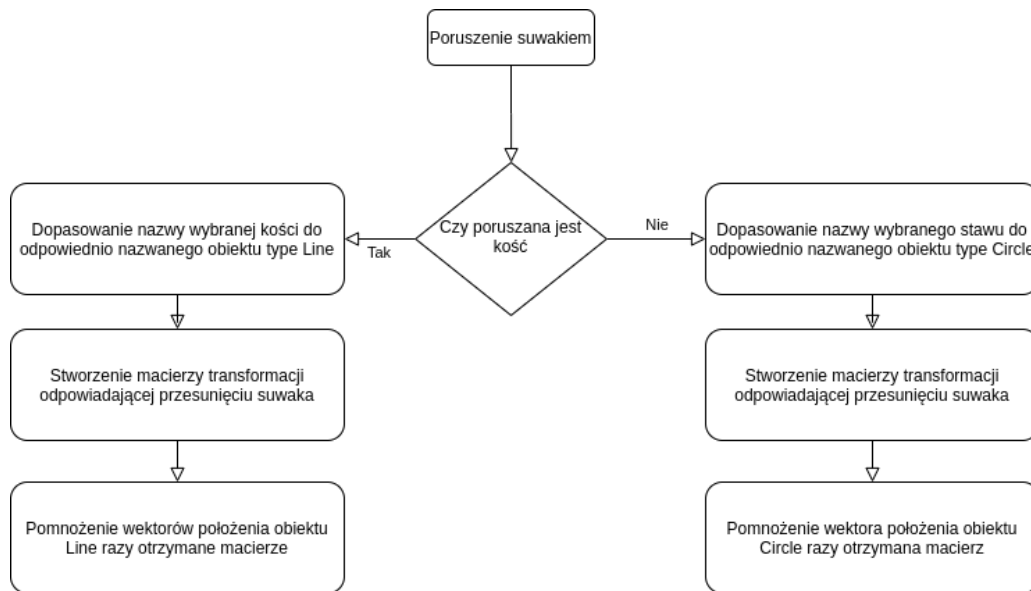 Poruszenie suwakiem
Czy poruszana jest
kość
Tak
Nie
Dopasowanie nazwy wybranej kości do
odpowiednio nazwanego obiektu type Line
Stworzenie macierzy transformacji
odpowiadającej przesunięciu suwaka
Pomnożenie wektorów położenia obiektu
Line razy otrzymane macierze
Dopasowanie nazwy wybranego stawu do
odpowiednio nazwanego obiektu type Circle
Stworzenie macierzy transformacji
odpowiadającej przesunięciu suwaka
Pomnożenie wektora położenia obiektu
Circle razy otrzymana macierz